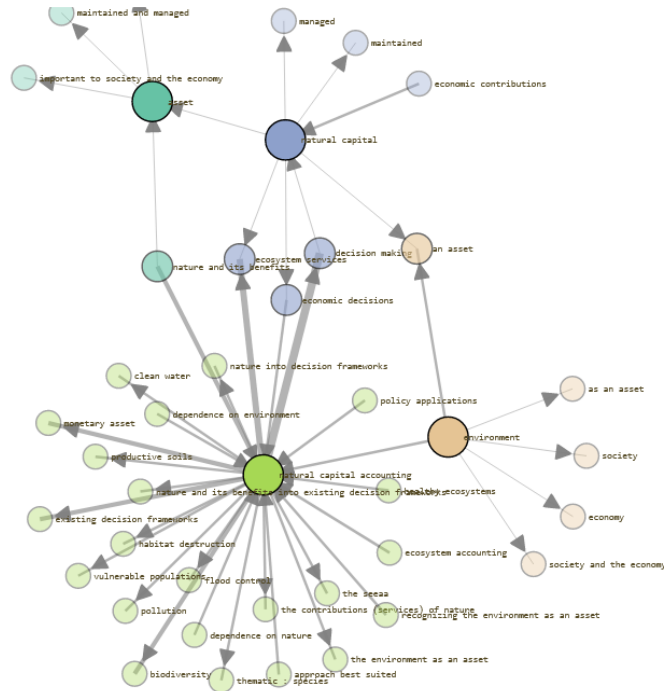 maintained and managed
managed
maintained
important to society and the economy
economic contributions
asset
natural capital
ecosystem services
decision making
an asset
nature and its benefits
economic decisions
nature into decision frameworks
clean water
as an asset
policy applications
dependence on environment
monetary asset
environment
productive soils
society
natural capital accounting
nature and its benefits into existing decision frameworks
healthy ecosystems
existing decision frameworks
economy
habitat destruction
ecosystem accounting
society and the economy
vulnerable populations
flood control
the seeaa
pollution
the contributions (services) of nature
recognizing the environment as an asset
dependence on nature
the environment as an asset
biodiversity
thematic : species
approach best suited